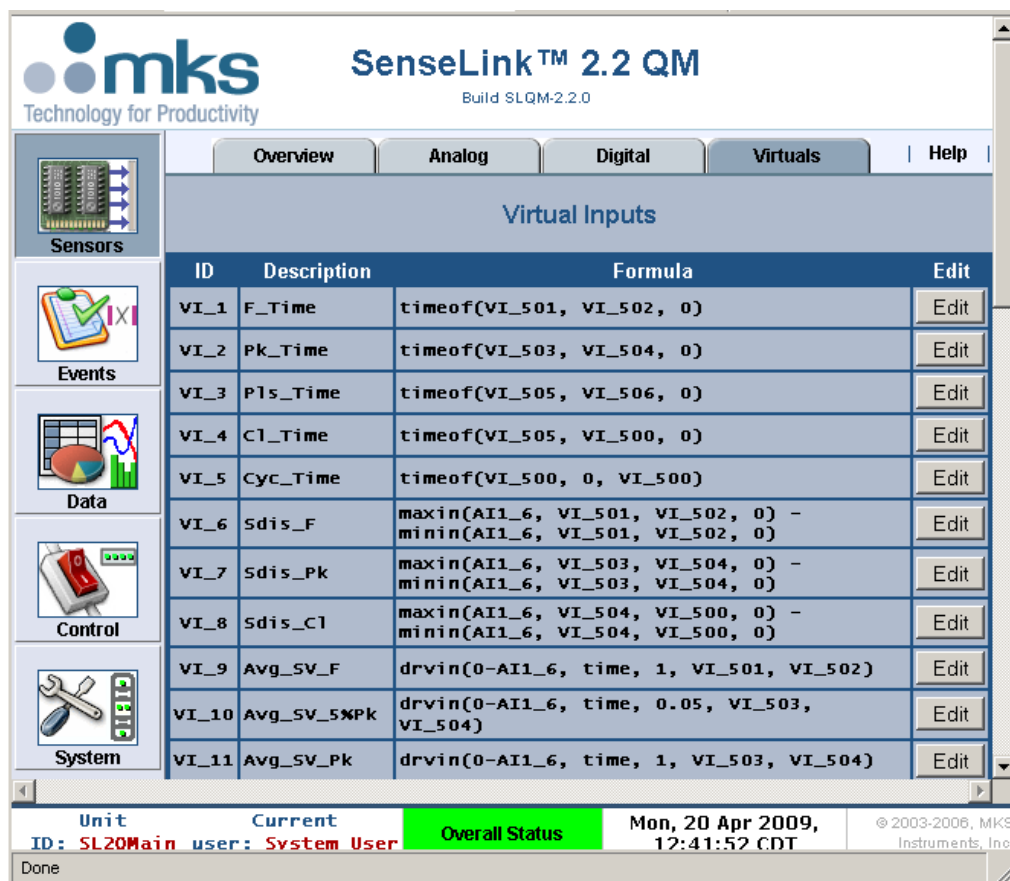 mks
Technology for Productivity
SenseLink™ 2.2 QM
Build SLQM-2.2.0
Overview Analog Digital Virtuals | Help |
Virtual Inputs
Sensors
Events
Data
Control
System
ID Description Formula Edit
VI_1 F_Time timeof(VI_501, VI_502, 0) Edit
VI_2 Pk_Time timeof(VI_503, VI_504, 0) Edit
VI_3 Pls_Time timeof(VI_505, VI_506, 0) Edit
VI_4 Cl_Time timeof(VI_505, VI_500, 0) Edit
VI_5 Cyc_Time timeof(VI_500, 0, VI_500) Edit
VI_6 Sdis_F maxin(AI1_6, VI_501, VI_502, 0) -
minin(AI1_6, VI_501, VI_502, 0) Edit
VI_7 Sdis_Pk maxin(AI1_6, VI_503, VI_504, 0) -
minin(AI1_6, VI_503, VI_504, 0) Edit
VI_8 Sdis_Cl maxin(AI1_6, VI_504, VI_500, 0) -
minin(AI1_6, VI_504, VI_500, 0) Edit
VI_9 Avg_SV_F drvin(0-AI1_6, time, 1, VI_501, VI_502) Edit
VI_10 Avg_SV_5%Pk drvin(0-AI1_6, time, 0.05, VI_503,
VI_504) Edit
VI_11 Avg_SV_Pk drvin(0-AI1_6, time, 1, VI_503, VI_504) Edit
Unit Current
ID: SL20Main user: System User
Overall Status
Mon, 20 Apr 2009,
12:41:52 CDT
© 2003-2006, MKS
Instruments, Inc
Done